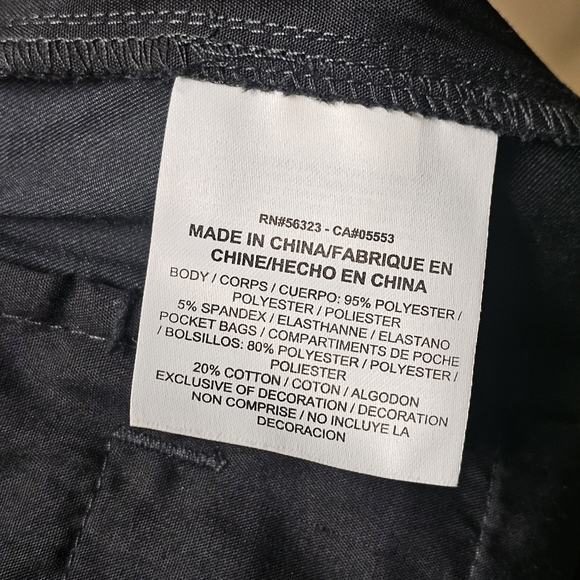 RN#56323 - CA#05553
MADE IN CHINA/FABRIQUE EN
CHINE/HECHO EN CHINA
BODY / CORPS / CUERPO: 95% POLYESTER /
POLYESTER / POLIESTER
5% SPANDEX / ELASTHANNE / ELASTANO
POCKET BAGS / COMPARTIMENTS DE POCHE
/ BOLSILLOS: 80% POLYESTER / POLYESTER /
POLIESTER
20% COTTON / COTON / ALGODON
EXCLUSIVE OF DECORATION / DECORATION
NON COMPRISE / NO INCLUYE LA
DECORACION